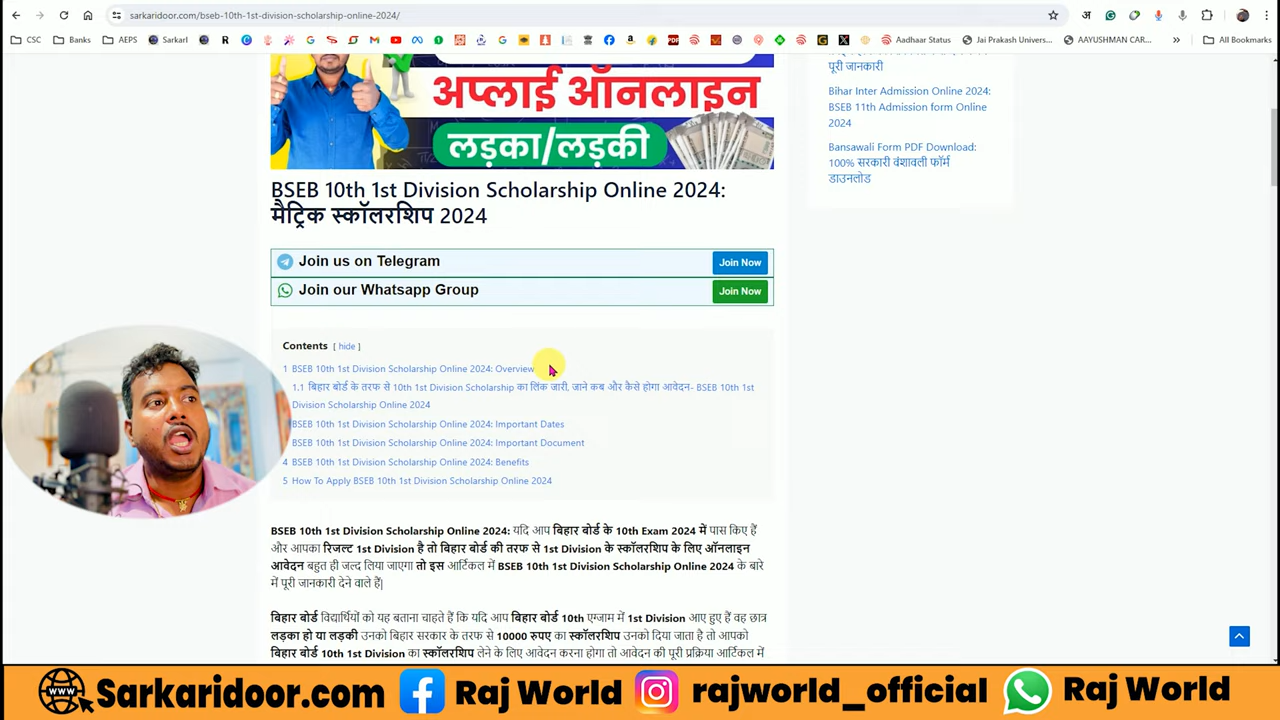 sarkaridoor.com/bseb-10th-1st-division-scholarship-online-2024/
CSC
Banks
AEPS
Sarkarl
Aadhaar Status
Jai Prakash Univers...
AAYUSHMAN CAR...
All Bookmarks
अप्लाई ऑनलाइन
लड़का/लड़की
पूरी जानकारी
Bihar Inter Admission Online 2024:
BSEB 11th Admission form Online
2024
Bansawali Form PDF Download:
100% सरकारी वंशावली फॉर्म
डाउनलोड
BSEB 10th 1st Division Scholarship Online 2024:
मैट्रिक स्कॉलरशिप 2024
Join us on Telegram
Join Now
Join our Whatsapp Group
Join Now
Contents [ hide ]
1 BSEB 10th 1st Division Scholarship Online 2024: Overview
1.1 बिहार बोर्ड के तरफ से 10th 1st Division Scholarship का लिंक जारी, जाने कब और कैसे होगा आवेदन- BSEB 10th 1st
Division Scholarship Online 2024
BSEB 10th 1st Division Scholarship Online 2024: Important Dates
BSEB 10th 1st Division Scholarship Online 2024: Important Document
4 BSEB 10th 1st Division Scholarship Online 2024: Benefits
5 How To Apply BSEB 10th 1st Division Scholarship Online 2024
BSEB 10th 1st Division Scholarship Online 2024: यदि आप बिहार बोर्ड के 10th Exam 2024 में पास किए हैं
और आपका रिजल्ट 1st Division है तो बिहार बोर्ड की तरफ से 1st Division के स्कॉलरशिप के लिए ऑनलाइन
आवेदन बहुत ही जल्द लिया जाएगा तो इस आर्टिकल में BSEB 10th 1st Division Scholarship Online 2024 के बारे
में पूरी जानकारी देने वाले हैं|
बिहार बोर्ड विद्यार्थियों को यह बताना चाहते हैं कि यदि आप बिहार बोर्ड 10th एग्जाम में 1st Division आए हुए हैं वह छात्र
लड़का हो या लड़की उनको बिहार सरकार के तरफ से 10000 रुपए का स्कॉलरशिप उनको दिया जाता है तो आपको
बिहार बोर्ड 10th 1st Division का स्कॉलरशिप लेने के लिए आवेदन करना होगा तो आवेदन की पूरी प्रक्रिया आर्टिकल में
Sarkaridoor.com
Raj World
rajworld_official
Raj World